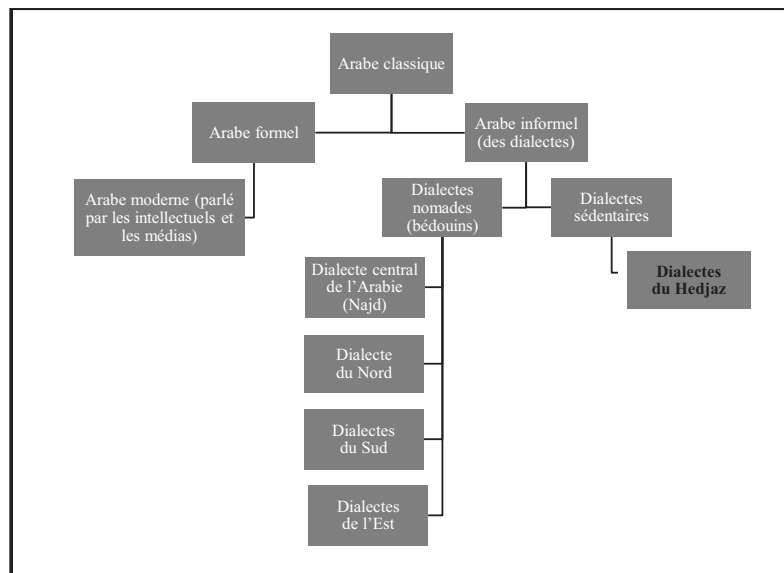 Arabe classique
Arabe formel
Arabe informel
(des dialectes)
Arabe moderne (parlé
par les intellectuels et
les médias)
Dialectes
nomades
(bédouins)
Dialectes
sédentaires
Dialecte central
de l’Arabie
(Najd)
Dialectes
du Hedjaz
Dialecte
du Nord
Dialectes
du Sud
Dialectes
de l’Est